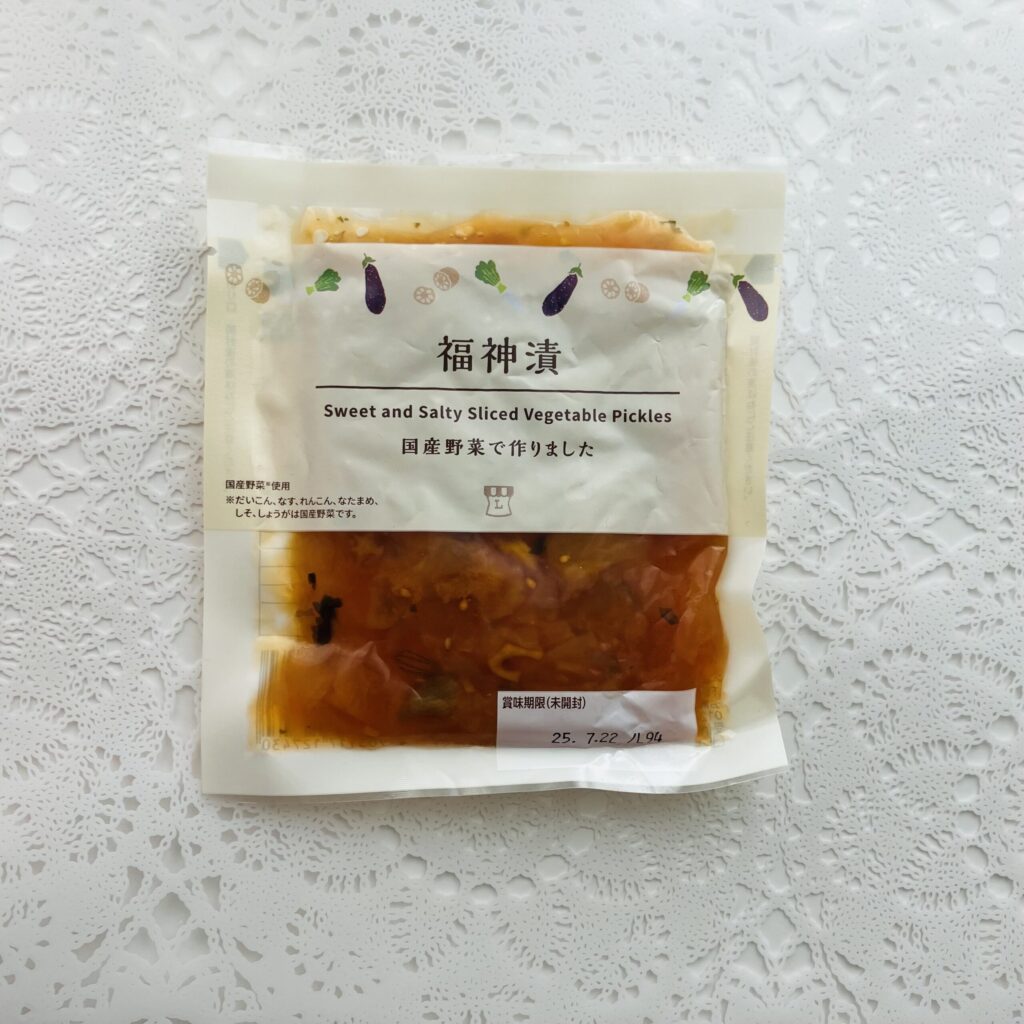 福神漬
Sweet and Salty Sliced Vegetable Pickles
国産野菜で作りました
国産野菜※使用
※だいこん、なす、れんこん、なたまめ、
しそ、しょうがは国産野菜です。
L
賞味期限(未開封)
25. 7.22 /L94